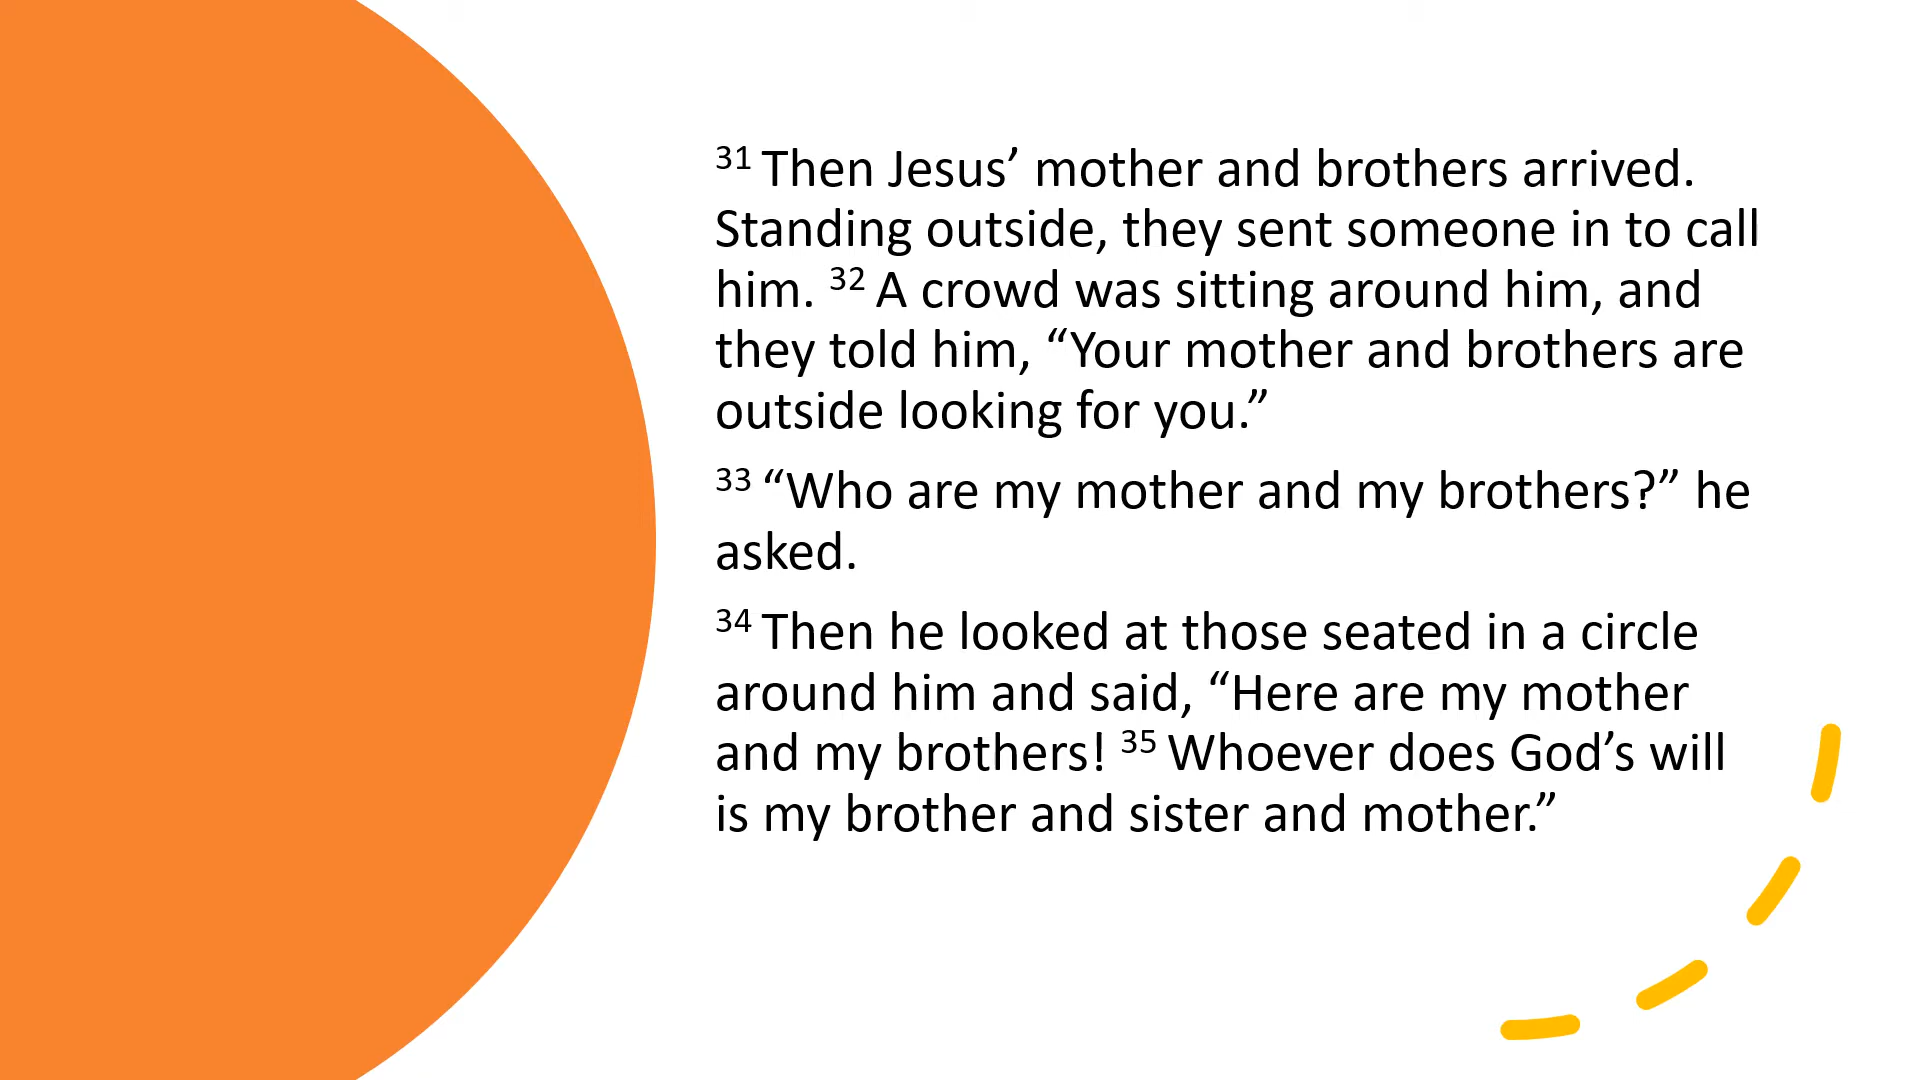 31 Then Jesus’ mother and brothers arrived.
Standing outside, they sent someone in to call
him. 32 A crowd was sitting around him, and
they told him, “Your mother and brothers are
outside looking for you.”
33 “Who are my mother and my brothers?” he
asked.
34 Then he looked at those seated in a circle
around him and said, “Here are my mother
and my brothers! 35 Whoever does God’s will
is my brother and sister and mother.”